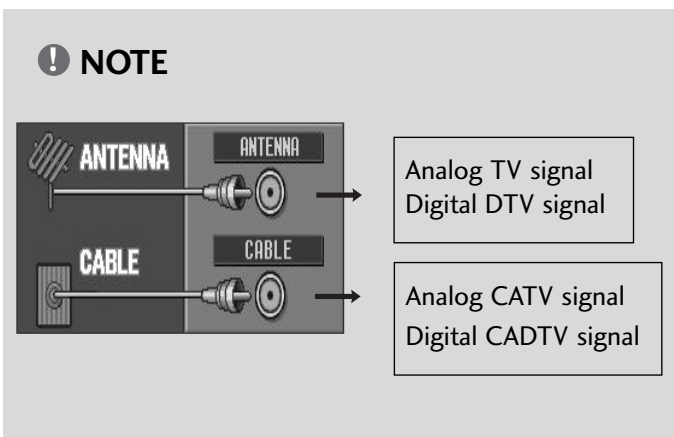 ! NOTE
ANTENNA
ANTENNA
Analog TV signal
Digital DTV signal
CABLE
CABLE
Analog CATV signal
Digital CADTV signal